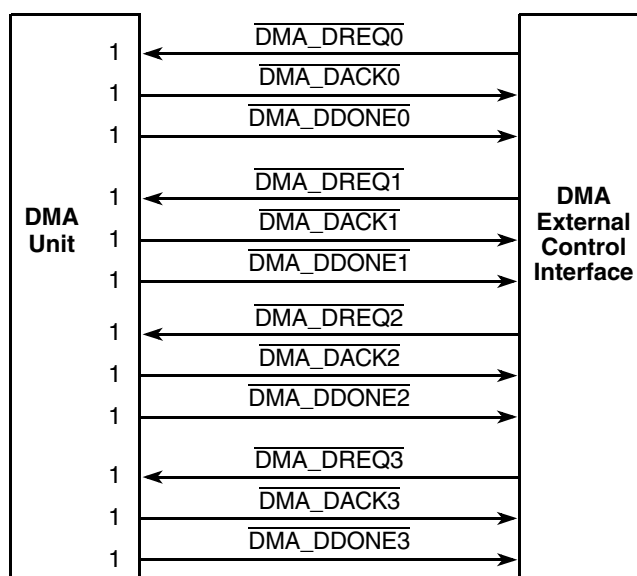 DMA_DREQ0
1
DMA_DACK0
1
DMA_DDONE0
1
DMA_DREQ1
1
DMA_DACK1
1
DMA_DDONE1
1
DMA
Unit
DMA
External
Control
Interface
DMA_DREQ2
1
DMA_DACK2
1
DMA_DDONE2
1
DMA_DREQ3
1
DMA_DACK3
1
DMA_DDONE3
1